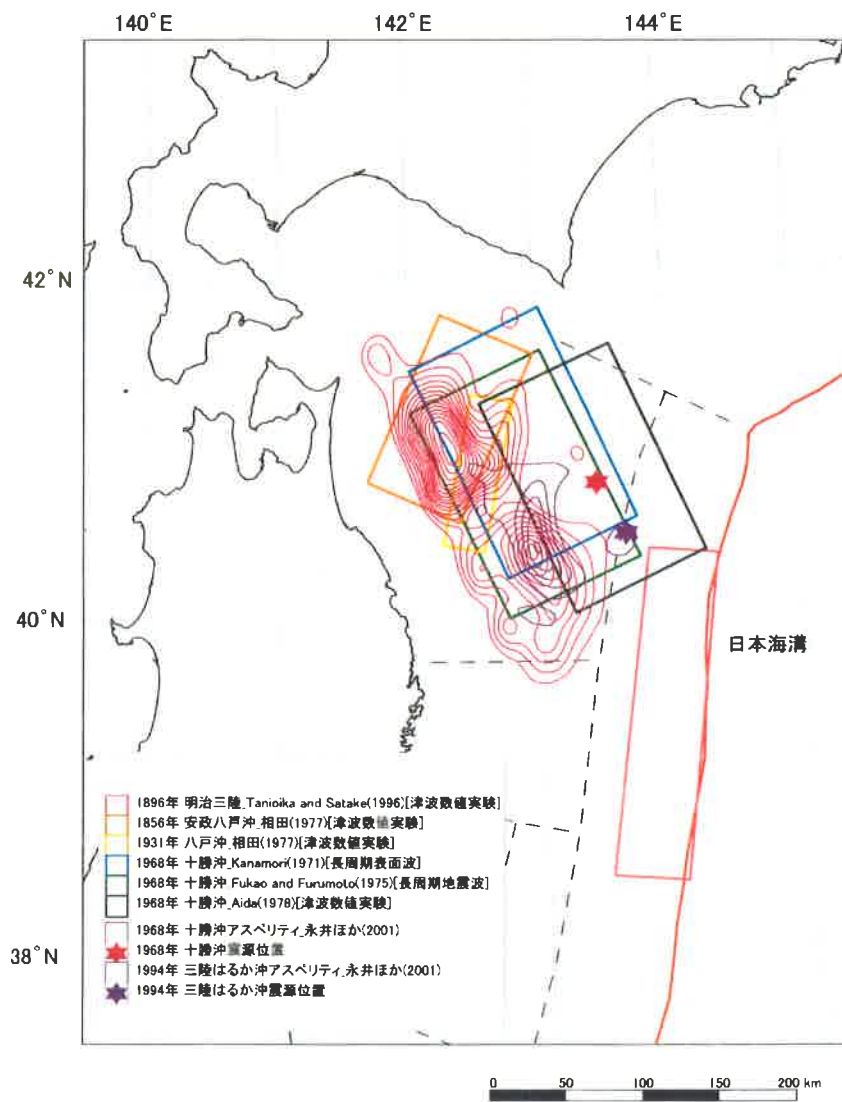 140°E 142°E 144°E
42°N
40°N
日本海溝
1896年 明治三陸_Tanioika and Satake(1996)[津波数値実験]
1856年 安政八戸沖_相田(1977)[津波数値実験]
1931年 八戸沖_相田(1977)[津波数値実験]
1968年 十勝沖_Kanamori(1971)[長周期表面波]
1968年 十勝沖_Fukao and Furumoto(1975)[長周期地震波]
1968年 十勝沖_Aida(1978)[津波数値実験]
1968年 十勝沖アスペリティ_永井ほか(2001)
1968年 十勝沖震源位置
38°N
1994年 三陸はるか沖アスペリティ_永井ほか(2001)
1994年 三陸はるか沖震源位置
0 50 100 150 200 km